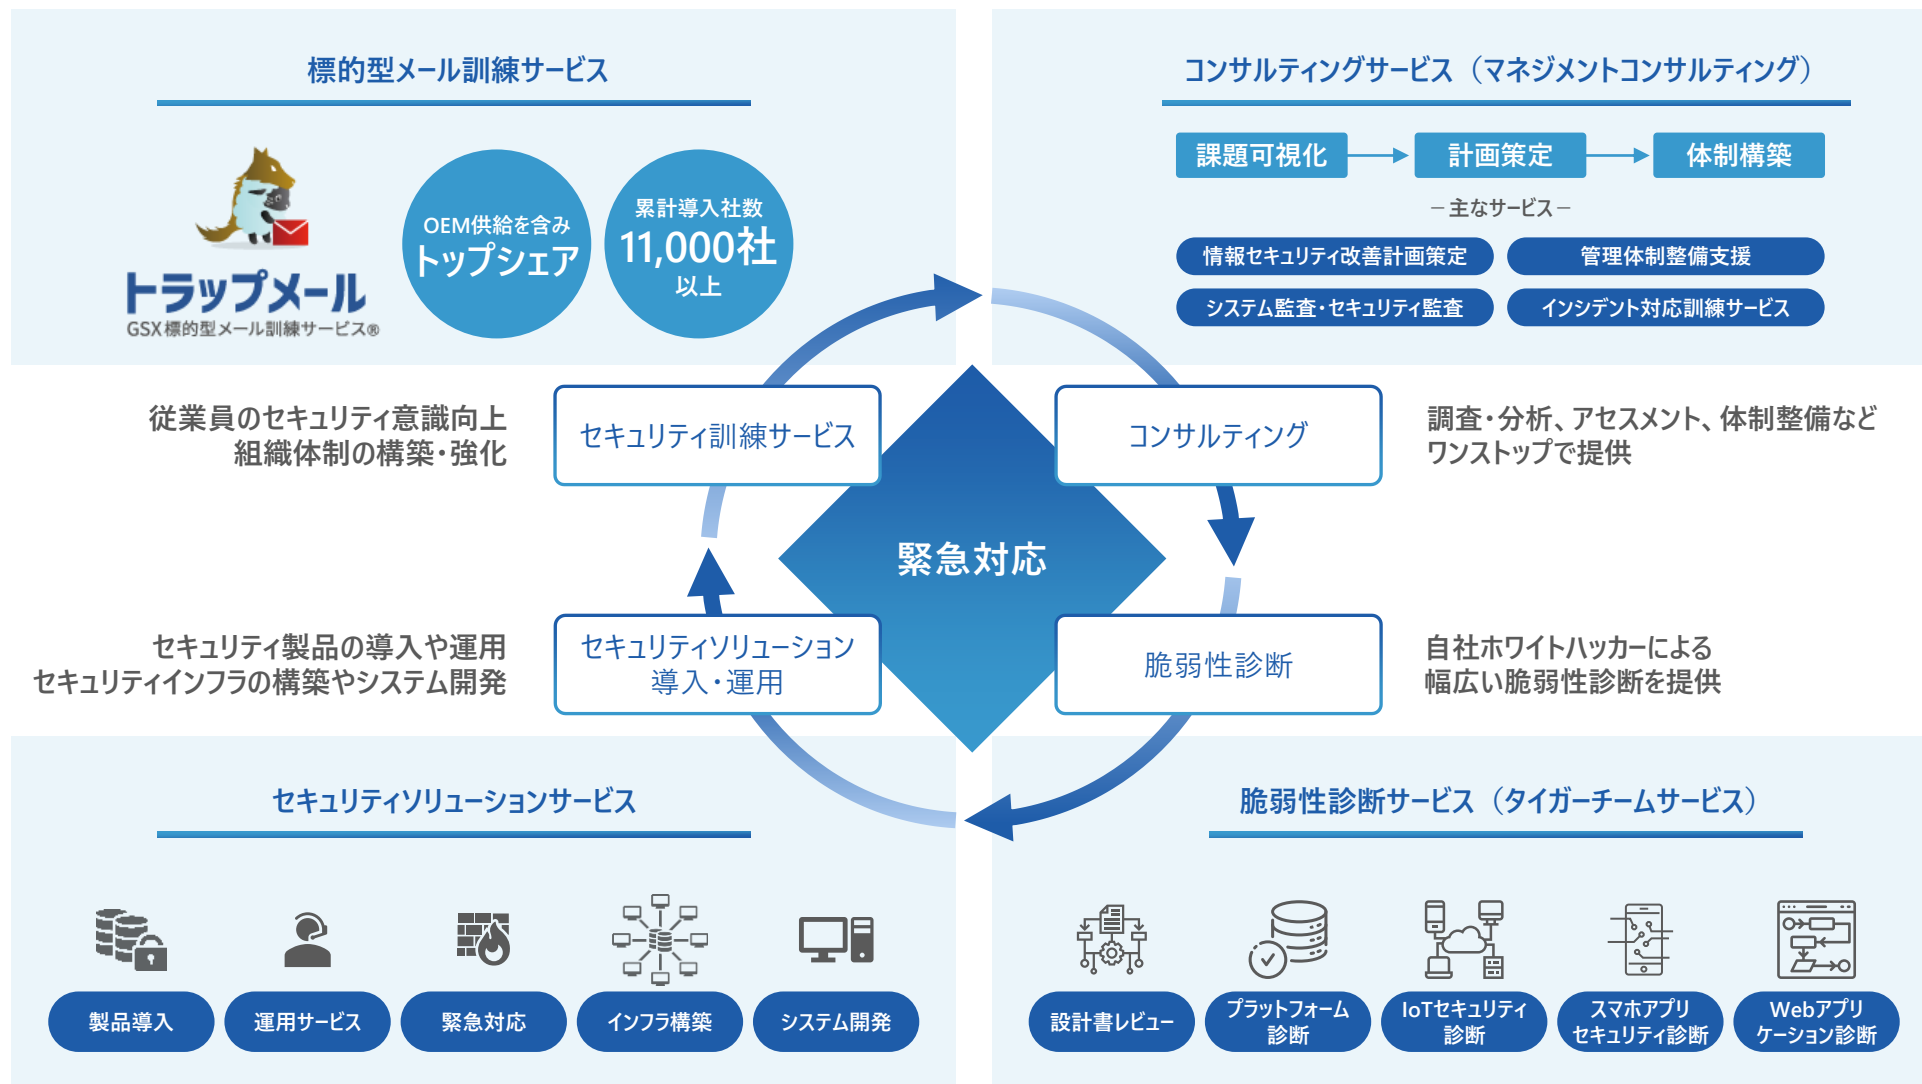 標的型メール訓練サービス
トラップメール
GSX標的型メール訓練サービス®
OEM供給を含み
トップシェア
累計導入社数
11,000社
以上
コンサルティングサービス（マネジメントコンサルティング）
課題可視化
計画策定
体制構築
－主なサービス－
情報セキュリティ改善計画策定
管理体制整備支援
システム監査・セキュリティ監査
インシデント対応訓練サービス
従業員のセキュリティ意識向上
組織体制の構築・強化
セキュリティ訓練サービス
コンサルティング
調査・分析、アセスメント、体制整備など
ワンストップで提供
緊急対応
セキュリティ製品の導入や運用
セキュリティインフラの構築やシステム開発
セキュリティソリューション
導入・運用
脆弱性診断
自社ホワイトハッカーによる
幅広い脆弱性診断を提供
セキュリティソリューションサービス
製品導入
運用サービス
緊急対応
インフラ構築
システム開発
脆弱性診断サービス（タイガーチームサービス）
設計書レビュー
プラットフォーム
診断
IoTセキュリティ
診断
スマホアプリ
セキュリティ診断
Webアプリ
ケーション診断